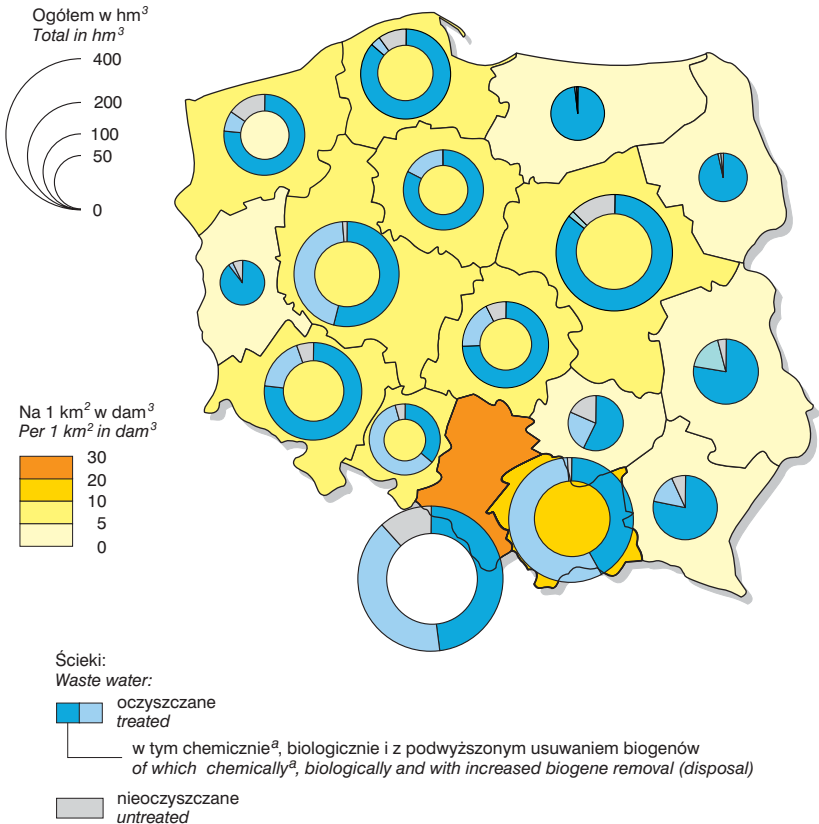 Ogółem w hm³
Total in hm³
400
200
100
50
0
Na 1 km² w dam³
Per 1 km² in dam³
30
20
10
5
0
Ścieki:
Waste water:
oczyszczane
treated
w tym chemicznieᵃ, biologicznie i z podwyższonym usuwaniem biogenów
of which chemicallyᵃ, biologically and with increased biogene removal (disposal)
nieoczyszczane
untreated